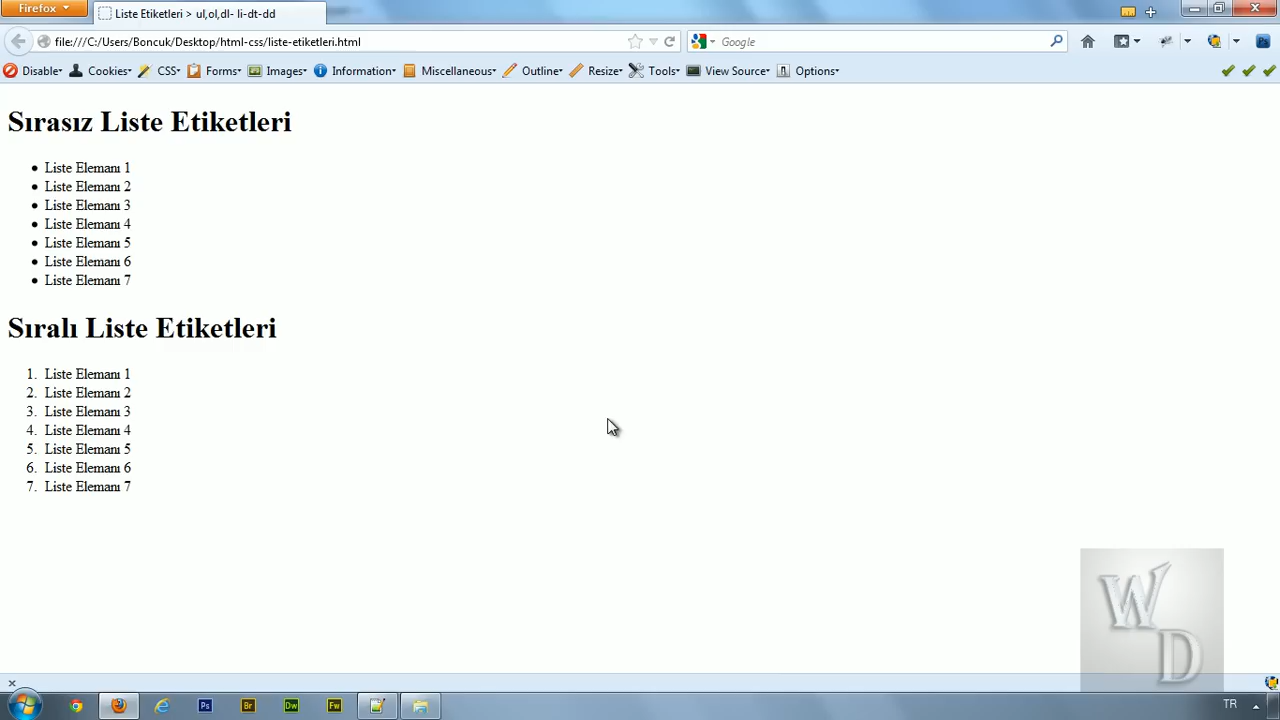 Firefox
Liste Etiketleri > ul,ol,dl- li-dt-dd
file:///C:/Users/Boncuk/Desktop/html-css/liste-etiketleri.html
Google
Disable
Cookies
CSS
Forms
Images
Information
Miscellaneous
Outline
Resize
Tools
View Source
Options
Sırasız Liste Etiketleri
• Liste Elemanı 1
• Liste Elemanı 2
• Liste Elemanı 3
• Liste Elemanı 4
• Liste Elemanı 5
• Liste Elemanı 6
• Liste Elemanı 7
Sıralı Liste Etiketleri
1. Liste Elemanı 1
2. Liste Elemanı 2
3. Liste Elemanı 3
4. Liste Elemanı 4
5. Liste Elemanı 5
6. Liste Elemanı 6
7. Liste Elemanı 7
W
D
Ps
Br
Dw
Fw
TR